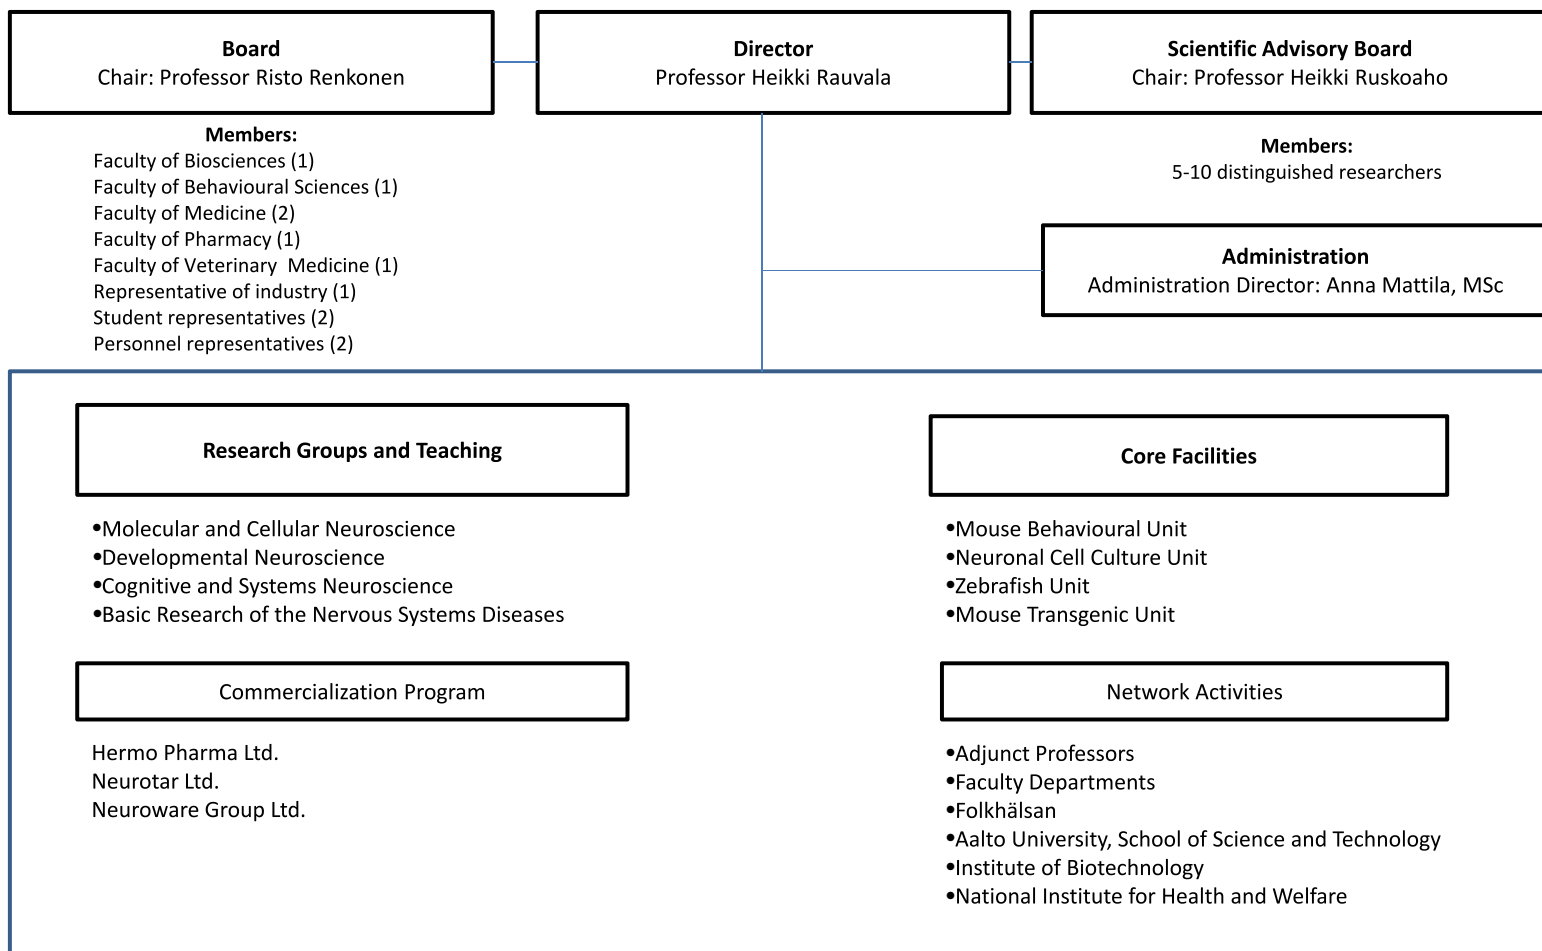 Board
Chair: Professor Risto Renkonen
Director
Professor Heikki Rauvala
Scientific Advisory Board
Chair: Professor Heikki Ruskoaho
Members:
Faculty of Biosciences (1)
Faculty of Behavioural Sciences (1)
Faculty of Medicine (2)
Faculty of Pharmacy (1)
Faculty of Veterinary  Medicine (1)
Representative of industry (1)
Student representatives (2)
Personnel representatives (2)
Members:
5-10 distinguished researchers
Administration
Administration Director: Anna Mattila, MSc
Research Groups and Teaching
•Molecular and Cellular Neuroscience
•Developmental Neuroscience
•Cognitive and Systems Neuroscience
•Basic Research of the Nervous Systems Diseases
Core Facilities
•Mouse Behavioural Unit
•Neuronal Cell Culture Unit
•Zebrafish Unit
•Mouse Transgenic Unit
Commercialization Program
Hermo Pharma Ltd.
Neurotar Ltd.
Neuroware Group Ltd.
Network Activities
•Adjunct Professors
•Faculty Departments
•Folkhälsan
•Aalto University, School of Science and Technology
•Institute of Biotechnology
•National Institute for Health and Welfare